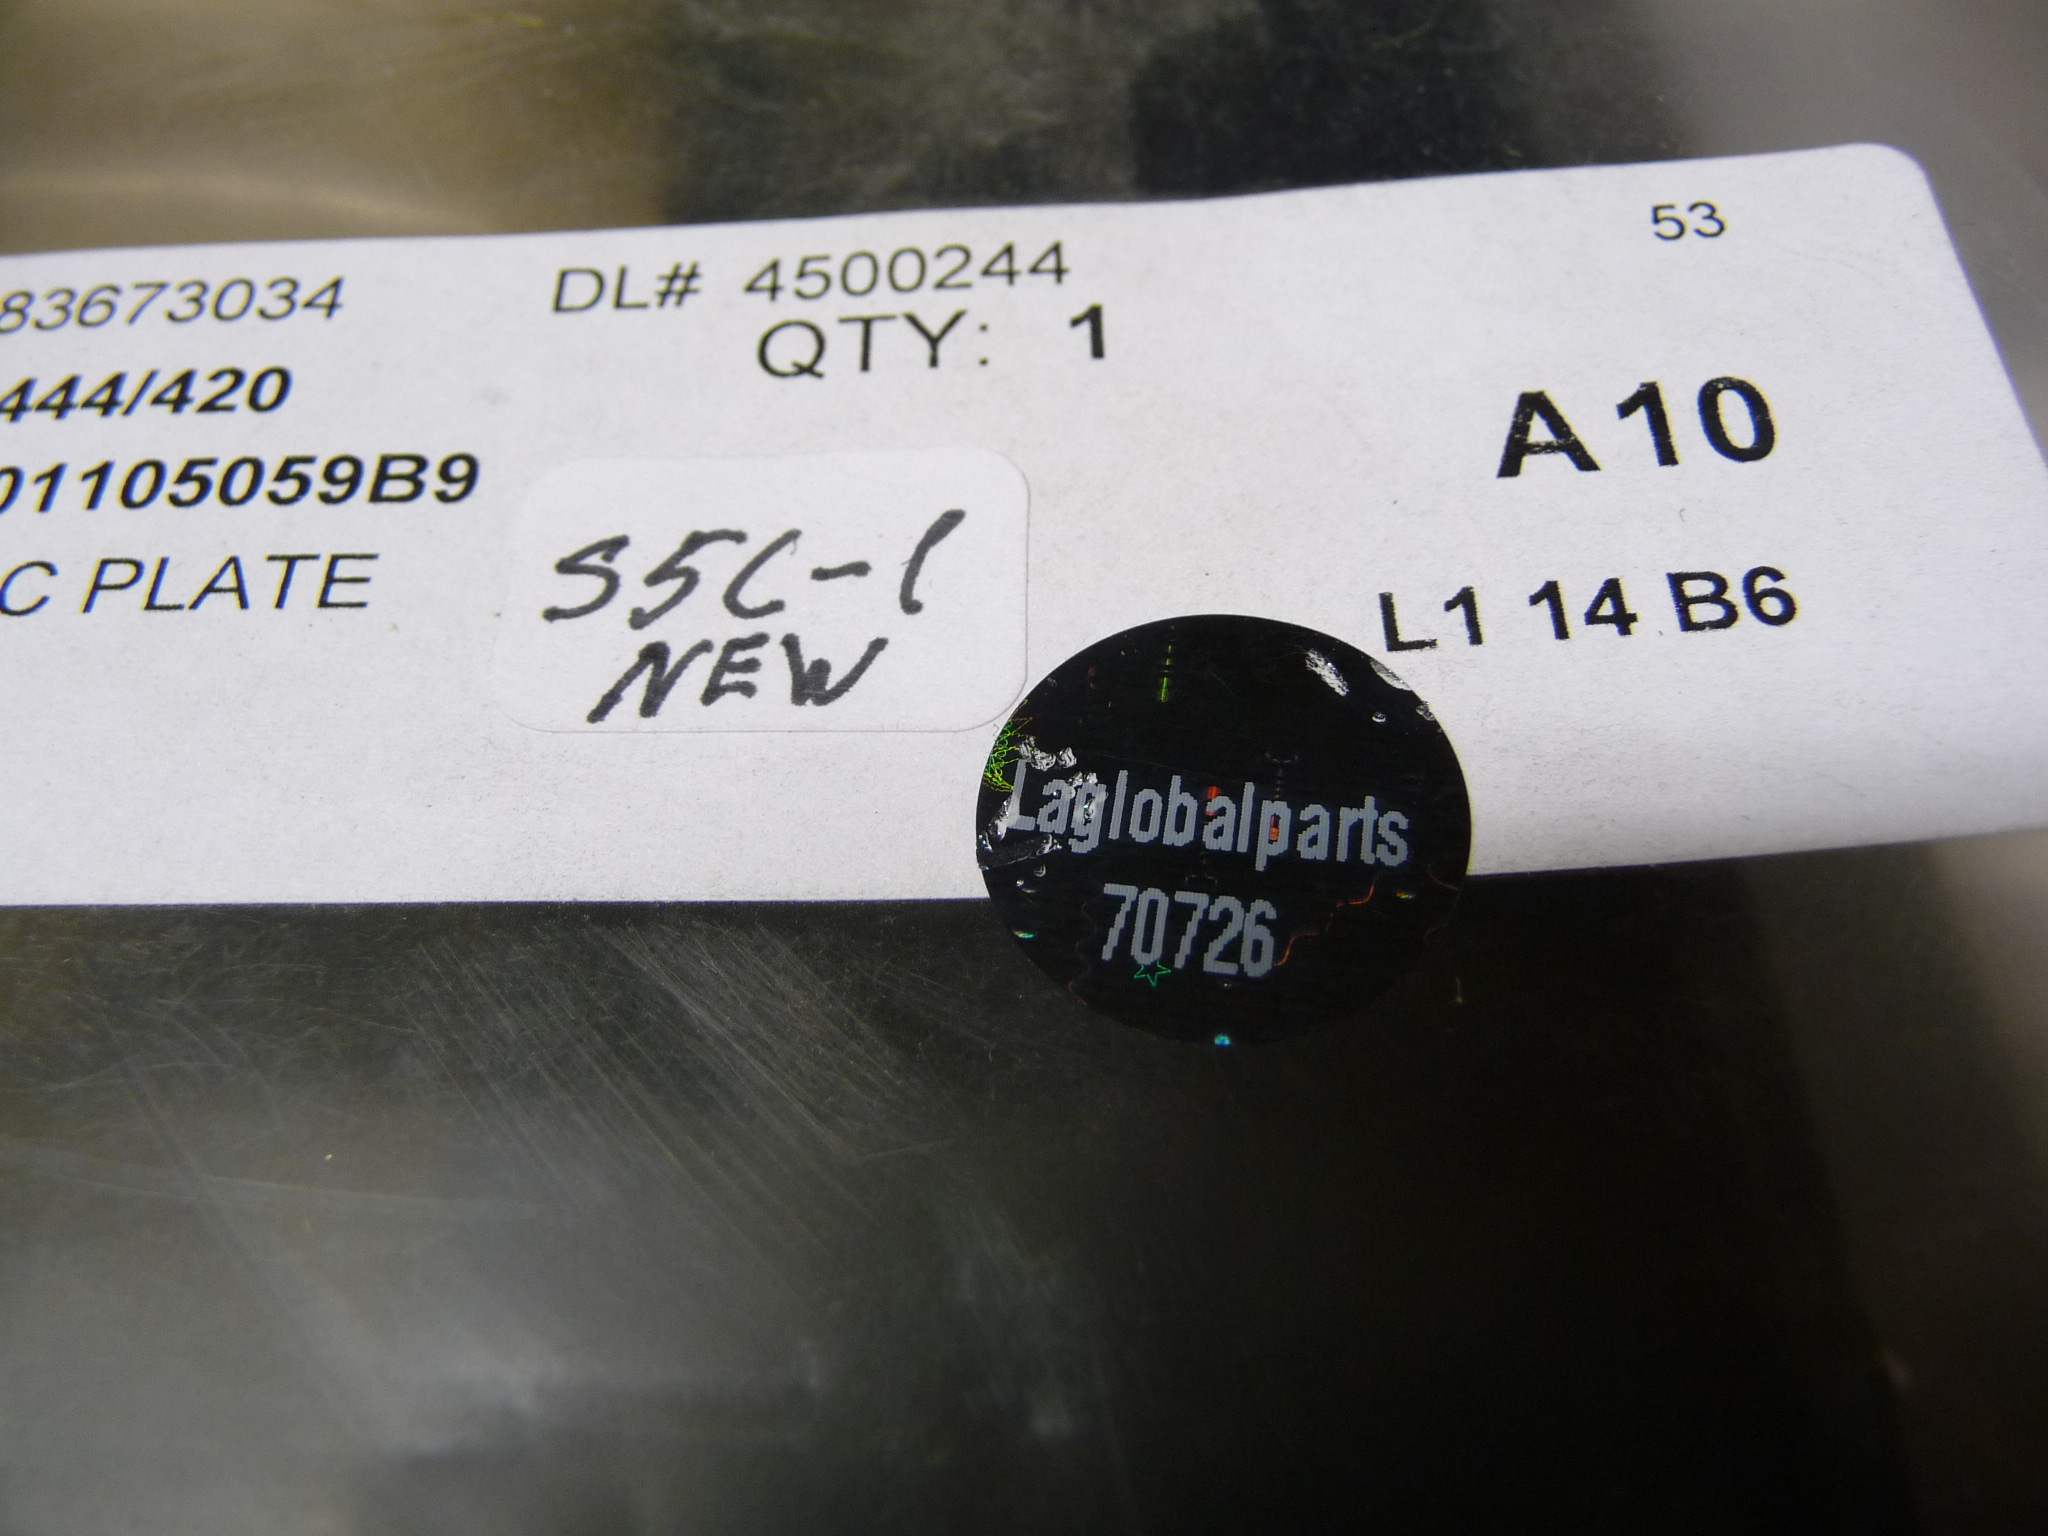 53
83673034 DL# 4500244
QTY: 1
444/420
A10
01105059B9
C PLATE
S5C-1
NEW
L1 14 B6
Laglobalparts
70726